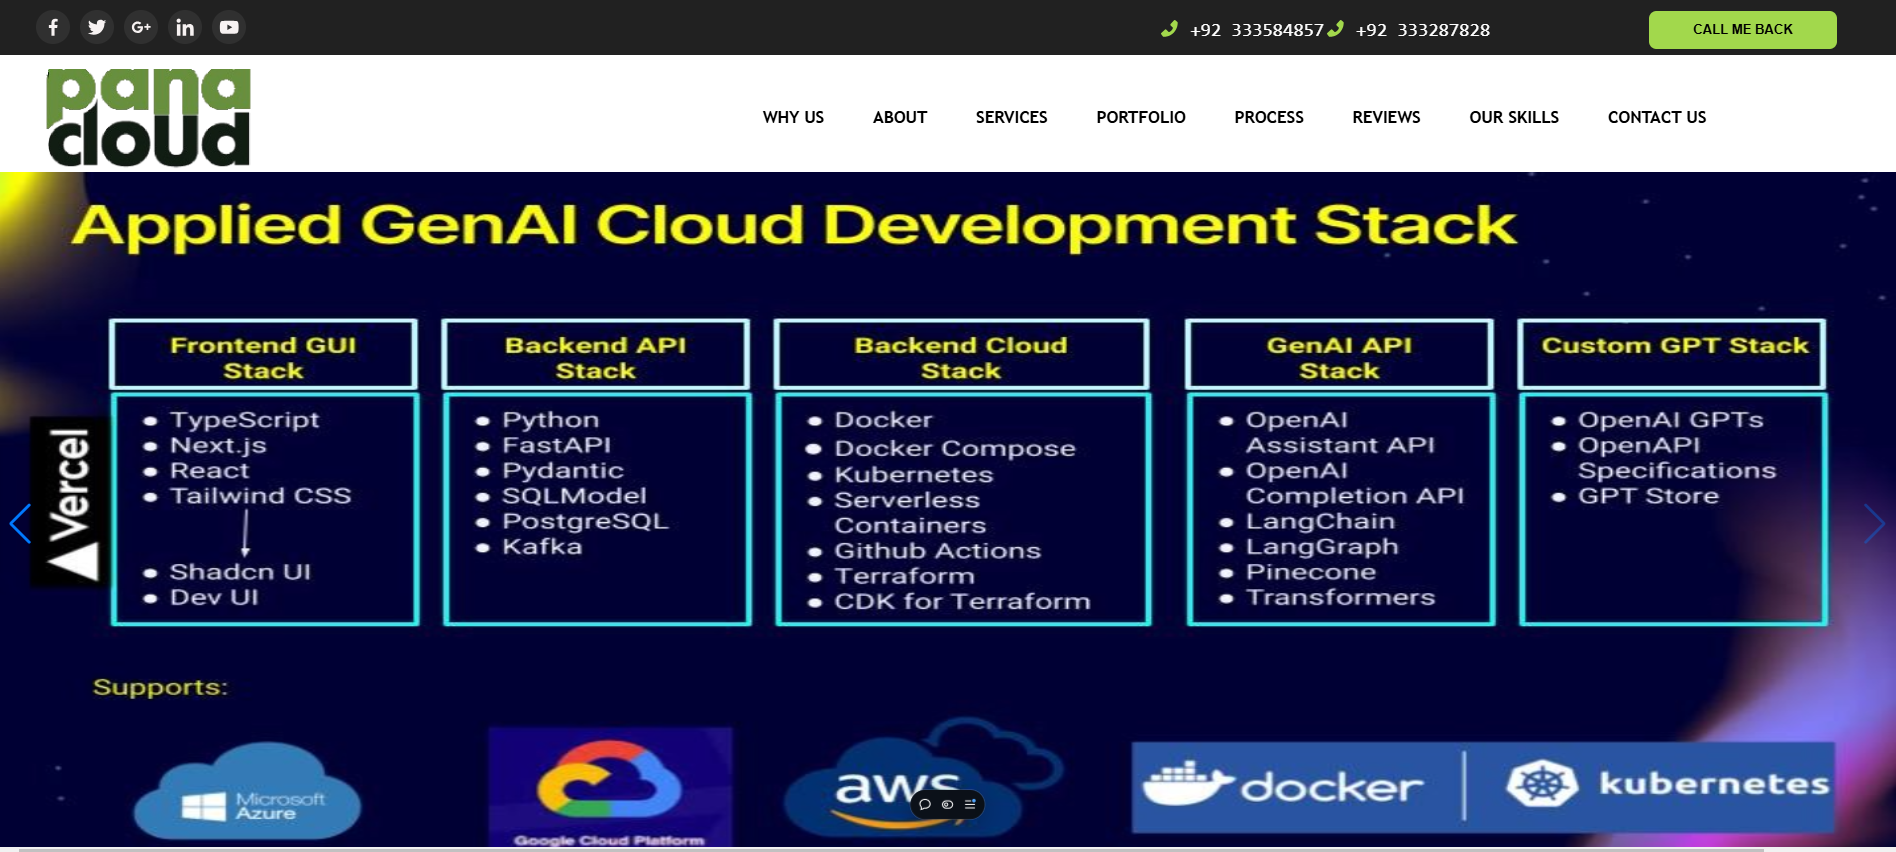 +92 333584857 +92 333287828
CALL ME BACK
pana
cloud
WHY US ABOUT SERVICES PORTFOLIO PROCESS REVIEWS OUR SKILLS CONTACT US
Applied GenAI Cloud Development Stack
Vercel
Frontend GUI
Stack
● TypeScript
● Next.js
● React
● Tailwind CSS
● Shadcn UI
● Dev UI
Backend API
Stack
● Python
● FastAPI
● Pydantic
● SQLModel
● PostgreSQL
● Kafka
Backend Cloud
Stack
● Docker
● Docker Compose
● Kubernetes
● Serverless
Containers
● Github Actions
● Terraform
● CDK for Terraform
GenAI API
Stack
● OpenAI
Assistant API
● OpenAI
Completion API
● LangChain
● LangGraph
● Pinecone
● Transformers
Custom GPT Stack
● OpenAI GPTs
● OpenAPI
Specifications
● GPT Store
Supports:
Microsoft
Azure
Google Cloud Platform
aws
docker
kubernetes